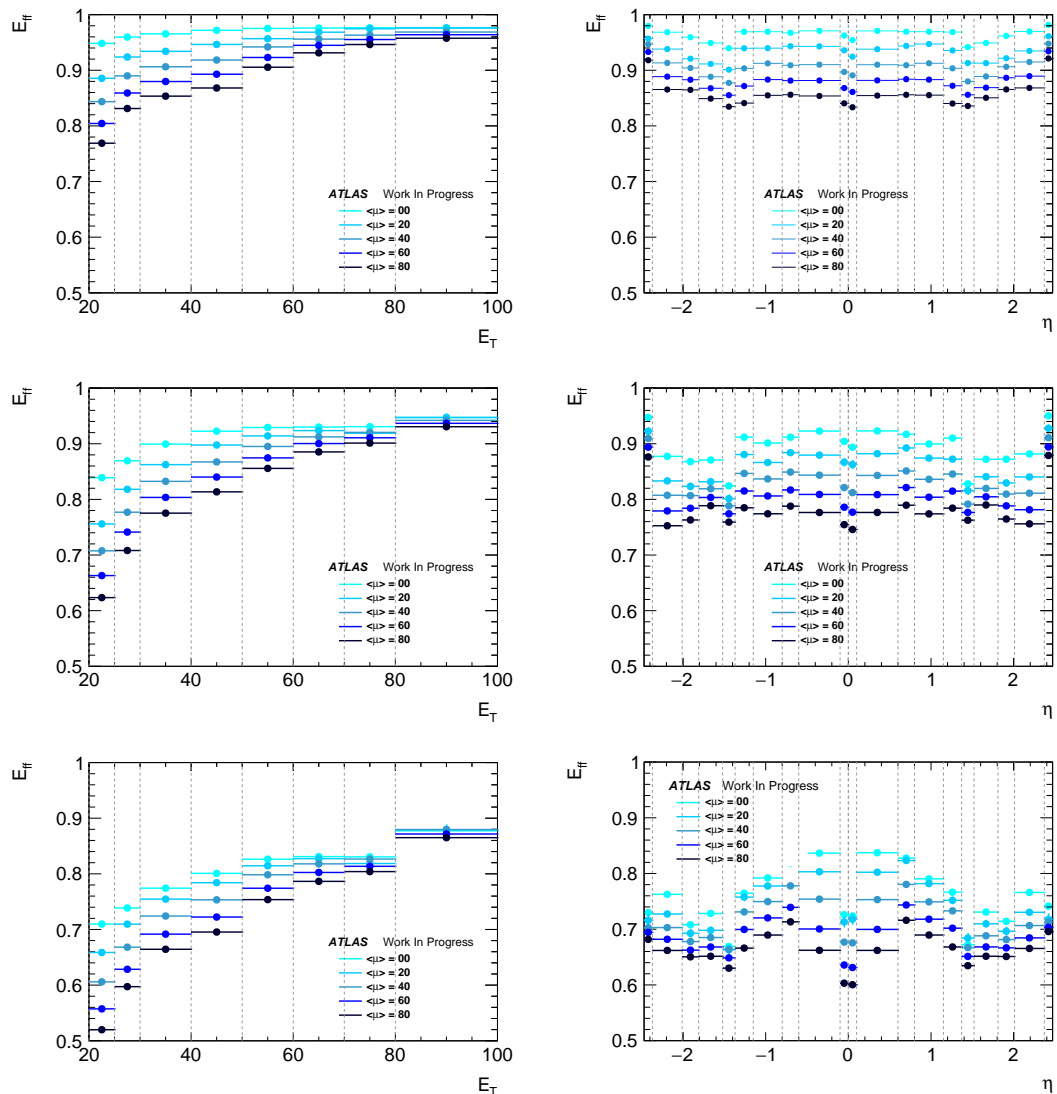 E_ff
1
0.9
0.8
0.7
0.6
0.5
ATLAS Work In Progress
<μ> = 00
<μ> = 20
<μ> = 40
<μ> = 60
<μ> = 80
20 30 40 50 60 70 80 90 100
E_T
E_ff
1
0.9
0.8
0.7
0.6
0.5
ATLAS Work In Progress
<μ> = 00
<μ> = 20
<μ> = 40
<μ> = 60
<μ> = 80
−2 −1 0 1 2
η
E_ff
1
0.9
0.8
0.7
0.6
0.5
ATLAS Work In Progress
<μ> = 00
<μ> = 20
<μ> = 40
<μ> = 60
<μ> = 80
20 40 60 80 100
E_T
E_ff
1
0.9
0.8
0.7
0.6
0.5
ATLAS Work In Progress
<μ> = 00
<μ> = 20
<μ> = 40
<μ> = 60
<μ> = 80
−2 −1 0 1 2
η
E_ff
1
0.9
0.8
0.7
0.6
0.5
ATLAS Work In Progress
<μ> = 00
<μ> = 20
<μ> = 40
<μ> = 60
<μ> = 80
20 40 60 80 100
E_T
E_ff
1
0.9
0.8
0.7
0.6
0.5
ATLAS Work In Progress
<μ> = 00
<μ> = 20
<μ> = 40
<μ> = 60
<μ> = 80
−2 −1 0 1 2
η